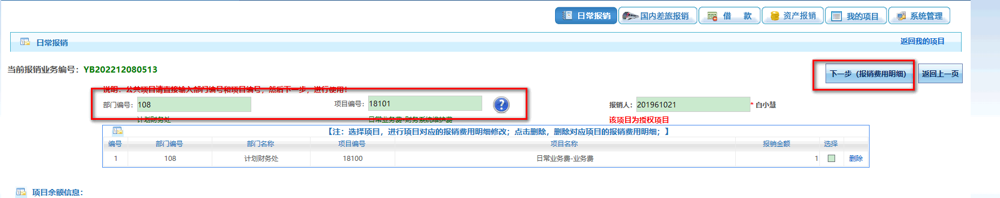 日常报销 国内差旅报销 借 款 资产报销 我的项目 系统管理
日常报销 返回我的项目
当前报销业务编号：YB202212080513 下一步（报销费用明细） 返回上一页
说明：公共项目请直接输入部门编号和项目编号，然后下一步，进行使用！
部门编号：108 项目编号：18101 报销人：201961021* 白小慧
计划财务处 日常业务费-财务系统维护费 该项目为授权项目
【注：选择项目，进行项目对应的报销费用明细修改；点击删除，删除对应项目的报销费用明细；】
编号 部门编号 部门名称 项目编号 项目名称 报销金额 选择
1 108 计划财务处 18100 日常业务费-业务费 1 删除
项目余额信息：